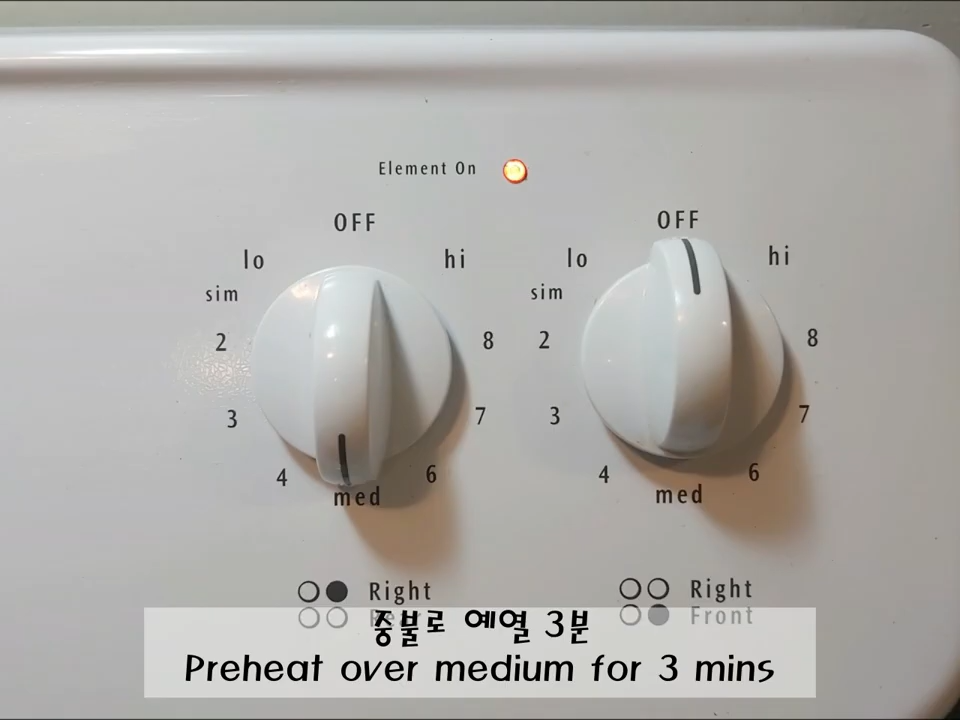 Element On
OFF
lo
hi
sim
2
8
3
7
4
6
med
Right
Rear
OFF
lo
hi
sim
2
8
3
7
4
6
med
Right
Front
중불로 예열 3분
Preheat over medium for 3 mins